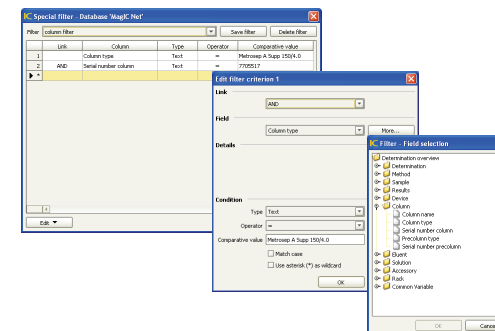 Special filter - Database 'MagIC Net'
Filter column filter Save filter Delete filter
Link Column Type Operator Comparative value
1 Column type Text = Metrosep A Supp 150/4.0
2 AND Serial number column Text = 7705517
Edit
Edit filter criterion 1
Link
AND
Field
Column type More...
Details
Condition
Type Text
Operator =
Comparative value Metrosep A Supp 150/4.0
Match case
Use asterisk (*) as wildcard
OK
Filter - Field selection
Determination overview
Determination
Method
Sample
Results
Device
Column
Column name
Column type
Serial number column
Precolumn type
Serial number precolumn
Eluent
Solution
Accessory
Rack
Common Variable
OK Cance